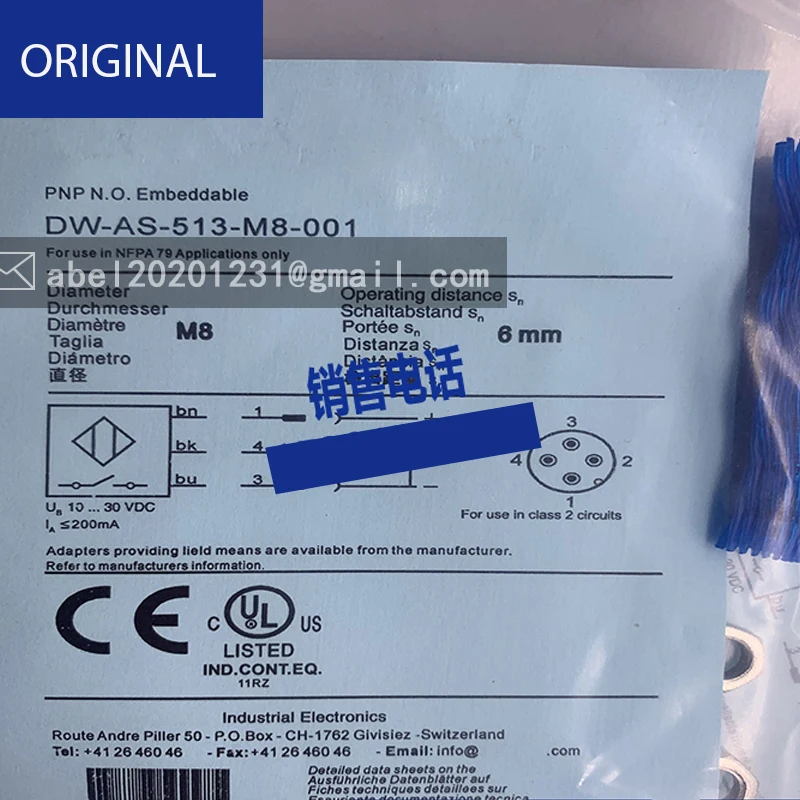 ORIGINAL
PNP N.O. Embeddable
DW-AS-513-M8-001
For use in NFPA 79 Applications only
abel20201231@gmail.com
Diameter
Durchmesser
Diamètre
Taglia
Diámetro
直径
M8
Operating distance sn
Schaltabstand sn
Portée sn
Distanza sn
Distancia sn
6 mm
销售电话
bn 1 +
bk 4
bu 3
3
4 2
1
UB 10 ... 30 VDC
IA ≤200mA
For use in class 2 circuits
Adapters providing lield means are available from the manufacturer.
Refer to manufacturers information.
CE
c UL US
LISTED
IND.CONT.EQ.
11RZ
Industrial Electronics
Route Andre Piller 50 - P.O.Box - CH-1762 Givisiez -Switzerland
Tel: +41 26 460 46 - Fax: +41 26 460 46 - Email: info@ .com
Detailed data sheets on the
Ausführliche Datenblätter auf
Fiches techniques détaillées sur